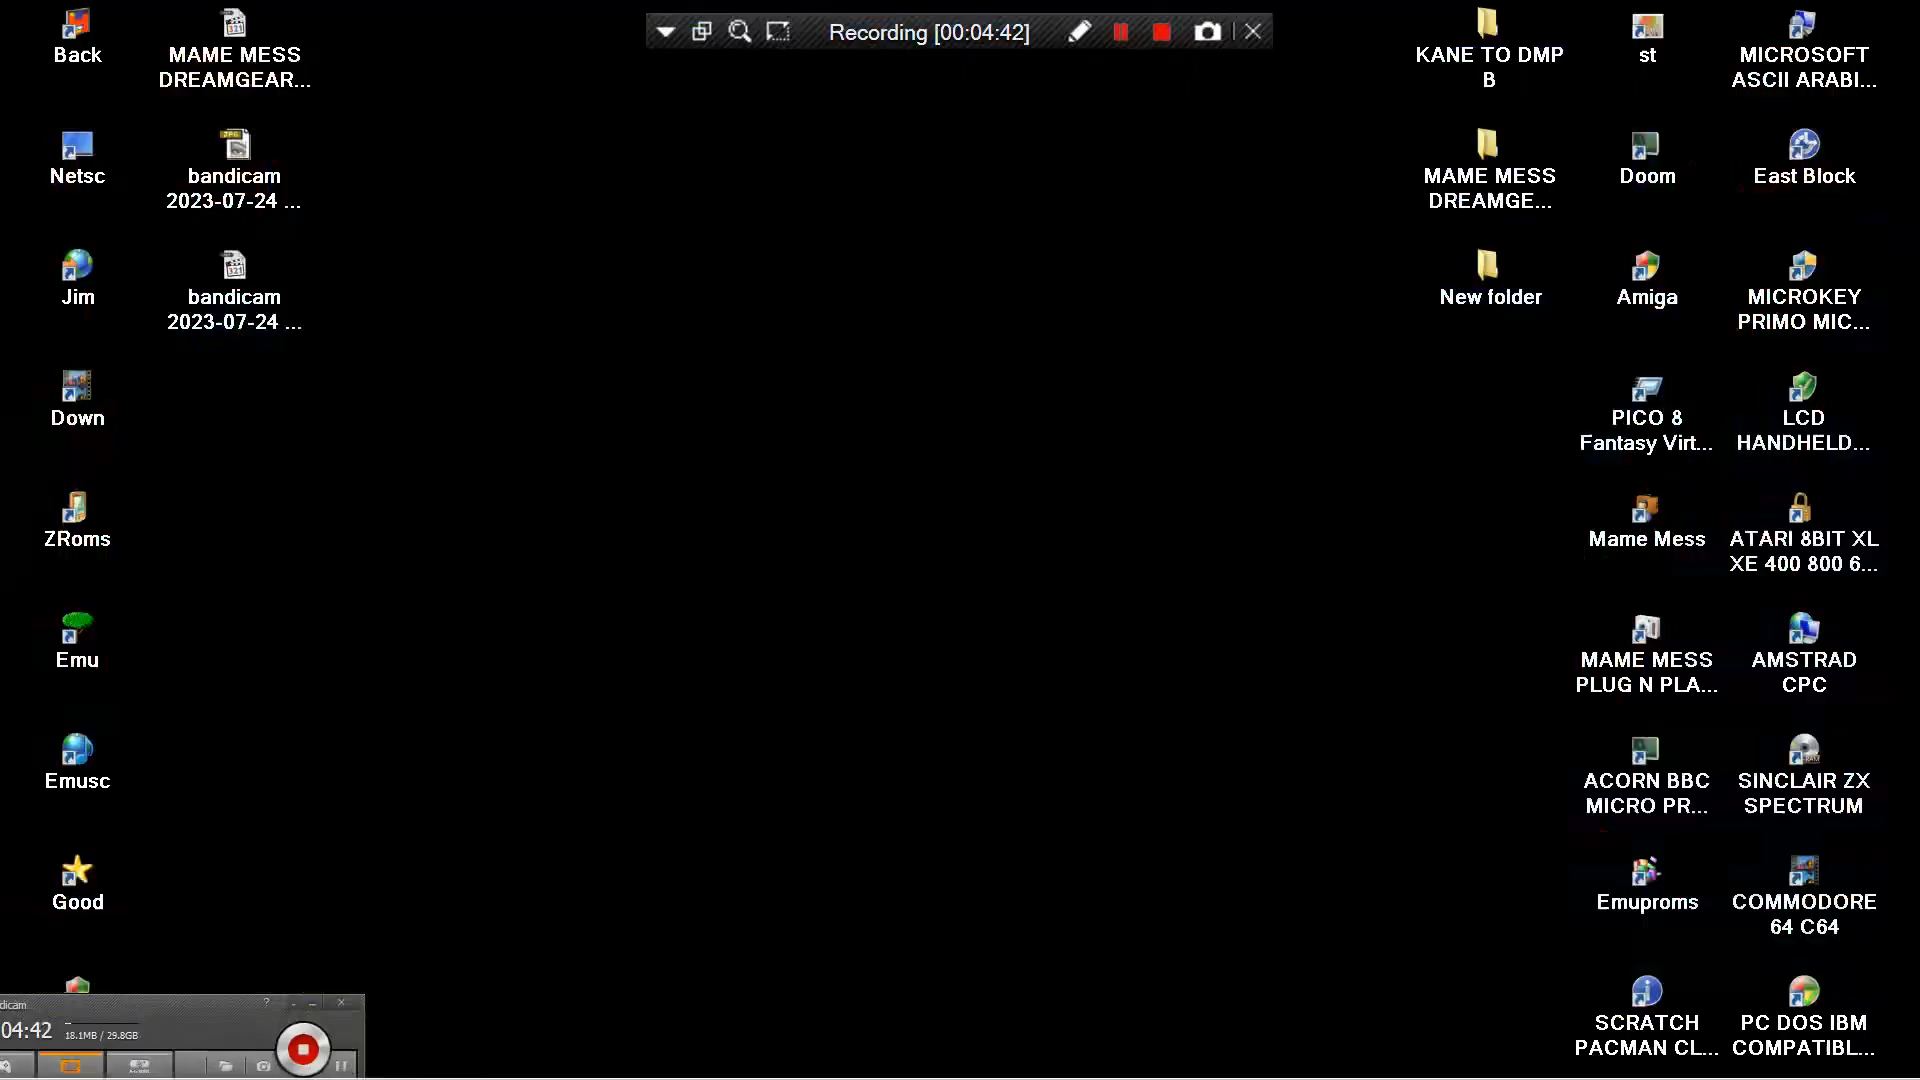 Recording [00:04:42]
Back
MAME MESS
DREAMGEAR...
Netsc
bandicam
2023-07-24 ...
Jim
bandicam
2023-07-24 ...
Down
ZRoms
Emu
Emusc
Good
dicam
04:42
18.1MB / 29.8GB
KANE TO DMP
B
st
MICROSOFT
ASCII ARABI...
MAME MESS
DREAMGE...
Doom
East Block
New folder
Amiga
MICROKEY
PRIMO MIC...
PICO 8
Fantasy Virt...
LCD
HANDHELD...
Mame Mess
ATARI 8BIT XL
XE 400 800 6...
MAME MESS
PLUG N PLA...
AMSTRAD
CPC
ACORN BBC
MICRO PR...
SINCLAIR ZX
SPECTRUM
Emuproms
COMMODORE
64 C64
SCRATCH
PACMAN CL...
PC DOS IBM
COMPATIBL...